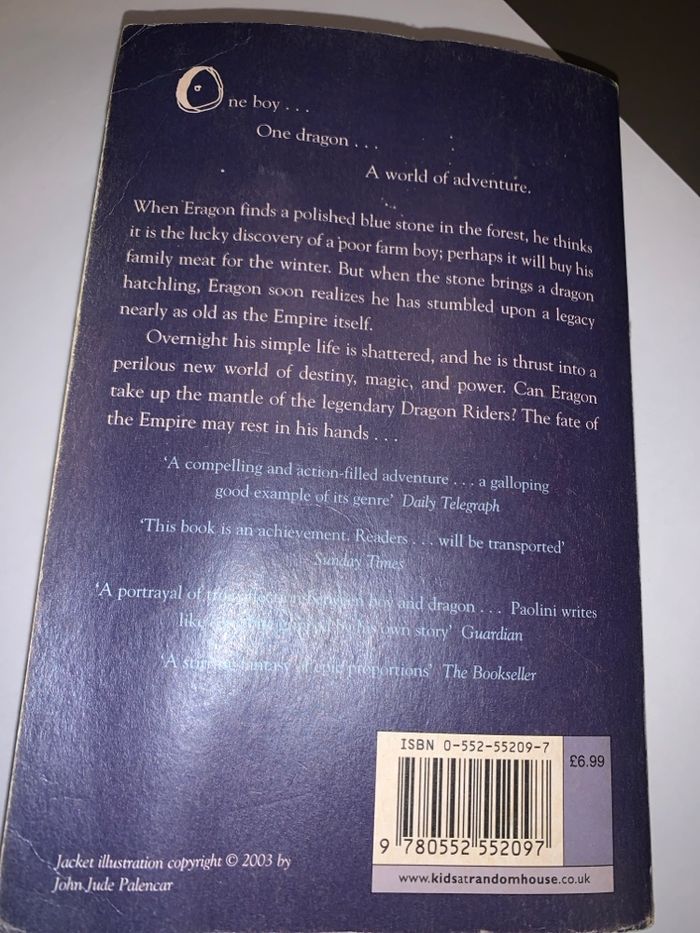 One boy . . .
One dragon . . .
A world of adventure.
When Eragon finds a polished blue stone in the forest, he thinks
it is the lucky discovery of a poor farm boy; perhaps it will buy his
family meat for the winter. But when the stone brings a dragon
hatchling, Eragon soon realizes he has stumbled upon a legacy
nearly as old as the Empire itself.
Overnight his simple life is shattered, and he is thrust into a
perilous new world of destiny, magic, and power. Can Eragon
take up the mantle of the legendary Dragon Riders? The fate of
the Empire may rest in his hands . . .
‘A compelling and action-filled adventure . . . a galloping
good example of its genre’ Daily Telegraph
‘This book is an achievement. Readers . . . will be transported’
Sunday Times
‘A portrayal of true affection between boy and dragon . . . Paolini writes
like own story’ Guardian
‘A stirring fantasy of epic proportions’ The Bookseller
ISBN 0-552-55209-7
£6.99
9 780552 552097
www.kidsatrandomhouse.co.uk
Jacket illustration copyright © 2003 by
John Jude Palencar